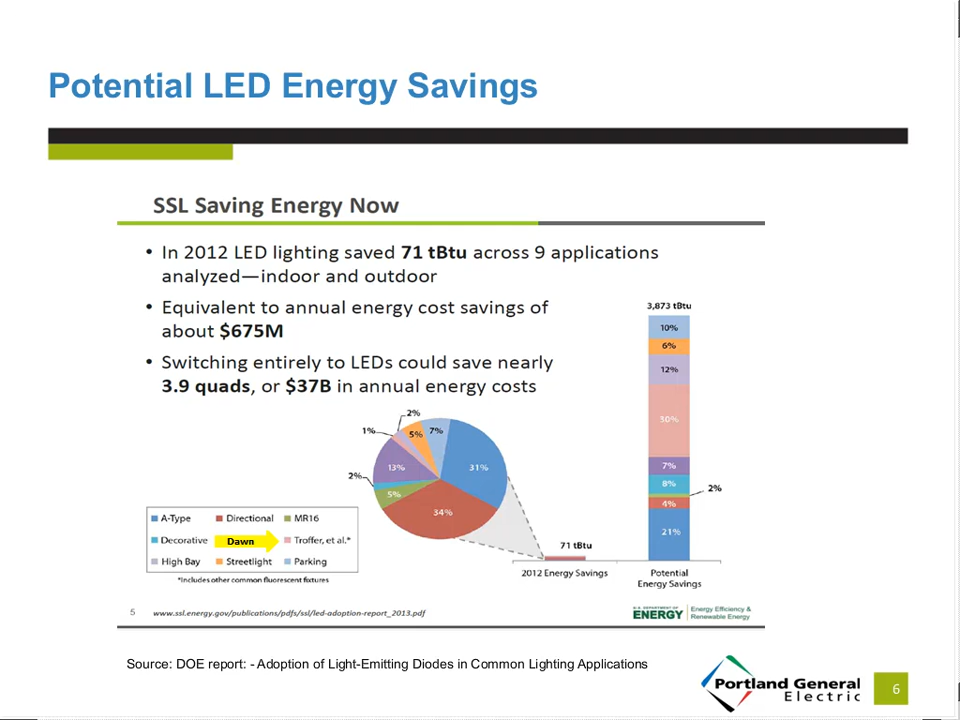 Potential LED Energy Savings
SSL Saving Energy Now
• In 2012 LED lighting saved 71 tBtu across 9 applications
analyzed—indoor and outdoor
• Equivalent to annual energy cost savings of
about $675M
• Switching entirely to LEDs could save nearly
3.9 quads, or $37B in annual energy costs
3,873 tBtu
10%
6%
12%
30%
7%
8%
2%
4%
21%
2%
1%
5%
7%
13%
31%
2%
5%
34%
71 tBtu
2012 Energy Savings
Potential
Energy Savings
A-Type Directional MR16
Decorative Dawn Troffer, et al.*
High Bay Streetlight Parking
*Includes other common fluorescent fixtures
5 www.ssl.energy.gov/publications/pdfs/ssl/led-adoption-report_2013.pdf
U.S. DEPARTMENT OF
ENERGY
Energy Efficiency &
Renewable Energy
Source: DOE report: - Adoption of Light-Emitting Diodes in Common Lighting Applications
Portland General
Electric
6